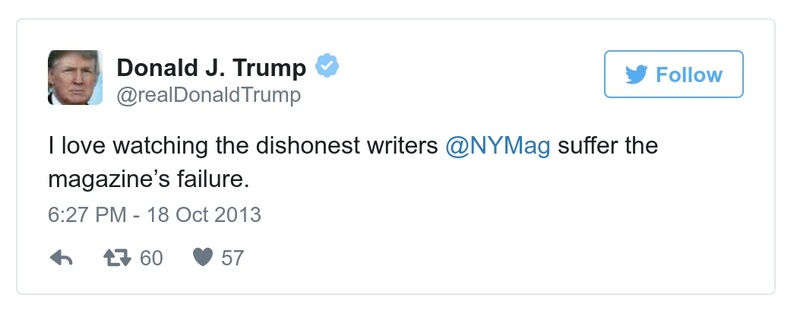 Donald J. Trump
@realDonaldTrump
Follow
I love watching the dishonest writers @NYMag suffer the
magazine’s failure.
6:27 PM - 18 Oct 2013
60 57